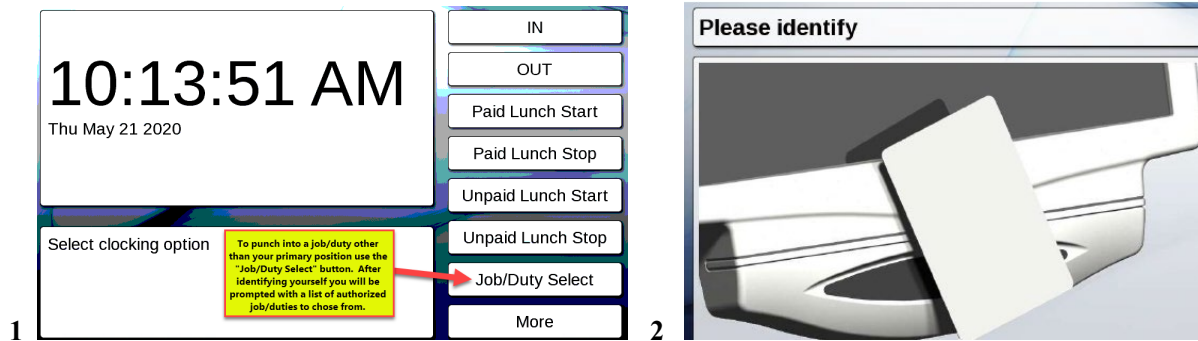 10:13:51 AM
Thu May 21 2020
Select clocking option
To punch into a job/duty other
than your primary position use the
"Job/Duty Select" button. After
identifying yourself you will be
prompted with a list of authorized
job/duties to chose from.
IN
OUT
Paid Lunch Start
Paid Lunch Stop
Unpaid Lunch Start
Unpaid Lunch Stop
Job/Duty Select
More
1
Please identify
2